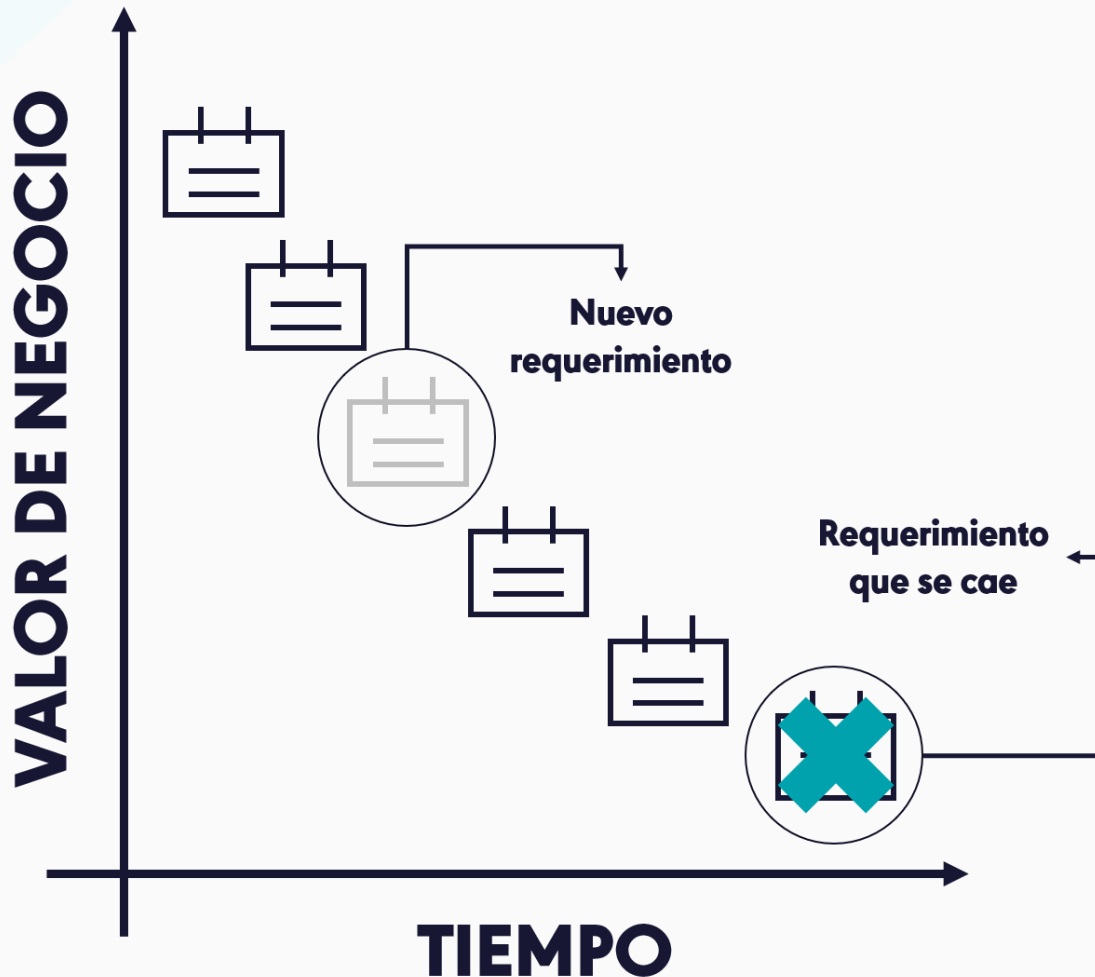 VALOR DE NEGOCIO
Nuevo
requerimiento
Requerimiento
que se cae
TIEMPO